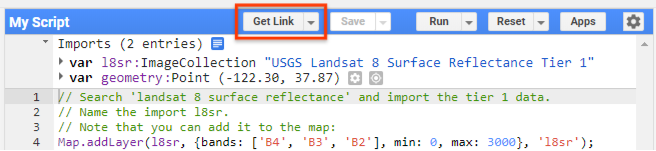 My Script Get Link Save Run Reset Apps
Imports (2 entries)
var l8sr:ImageCollection "USGS Landsat 8 Surface Reflectance Tier 1"
var geometry:Point (-122.30, 37.87)
1 // Search 'landsat 8 surface reflectance' and import the tier 1 data.
2 // Name the import l8sr.
3 // Note that you can add it to the map:
4 Map.addLayer(l8sr, {bands: ['B4', 'B3', 'B2'], min: 0, max: 3000}, 'l8sr');